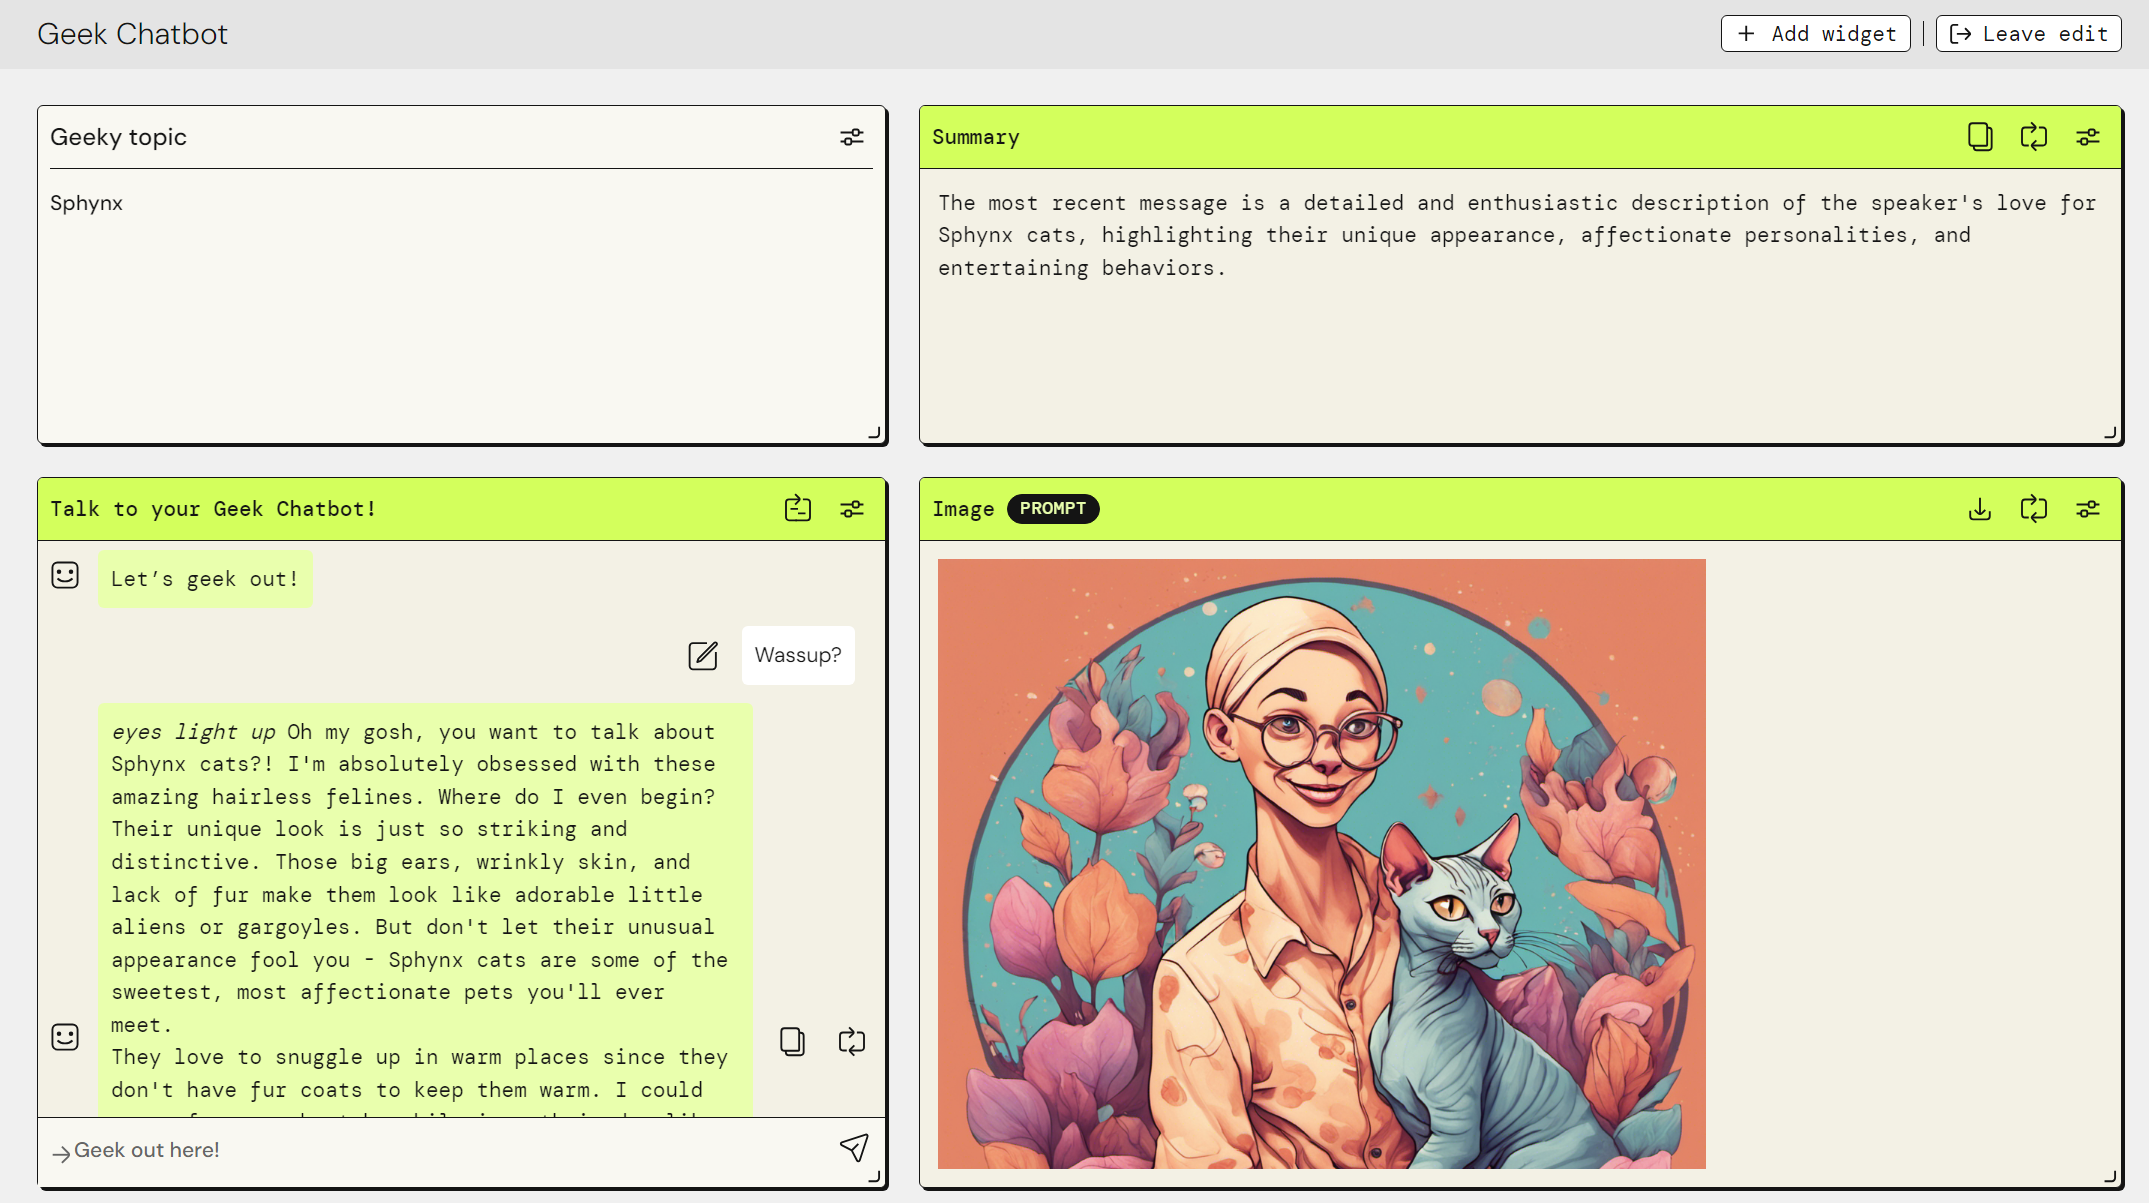 Geek Chatbot
Add widget
Leave edit
Geeky topic
Sphynx
Summary
The most recent message is a detailed and enthusiastic description of the speaker's love for
Sphynx cats, highlighting their unique appearance, affectionate personalities, and
entertaining behaviors.
Talk to your Geek Chatbot!
Let’s geek out!
Wassup?
eyes light up Oh my gosh, you want to talk about
Sphynx cats?! I'm absolutely obsessed with these
amazing hairless felines. Where do I even begin?
Their unique look is just so striking and
distinctive. Those big ears, wrinkly skin, and
lack of fur make them look like adorable little
aliens or gargoyles. But don't let their unusual
appearance fool you - Sphynx cats are some of the
sweetest, most affectionate pets you'll ever
meet.
They love to snuggle up in warm places since they
don't have fur coats to keep them warm. I could
Geek out here!
Image PROMPT